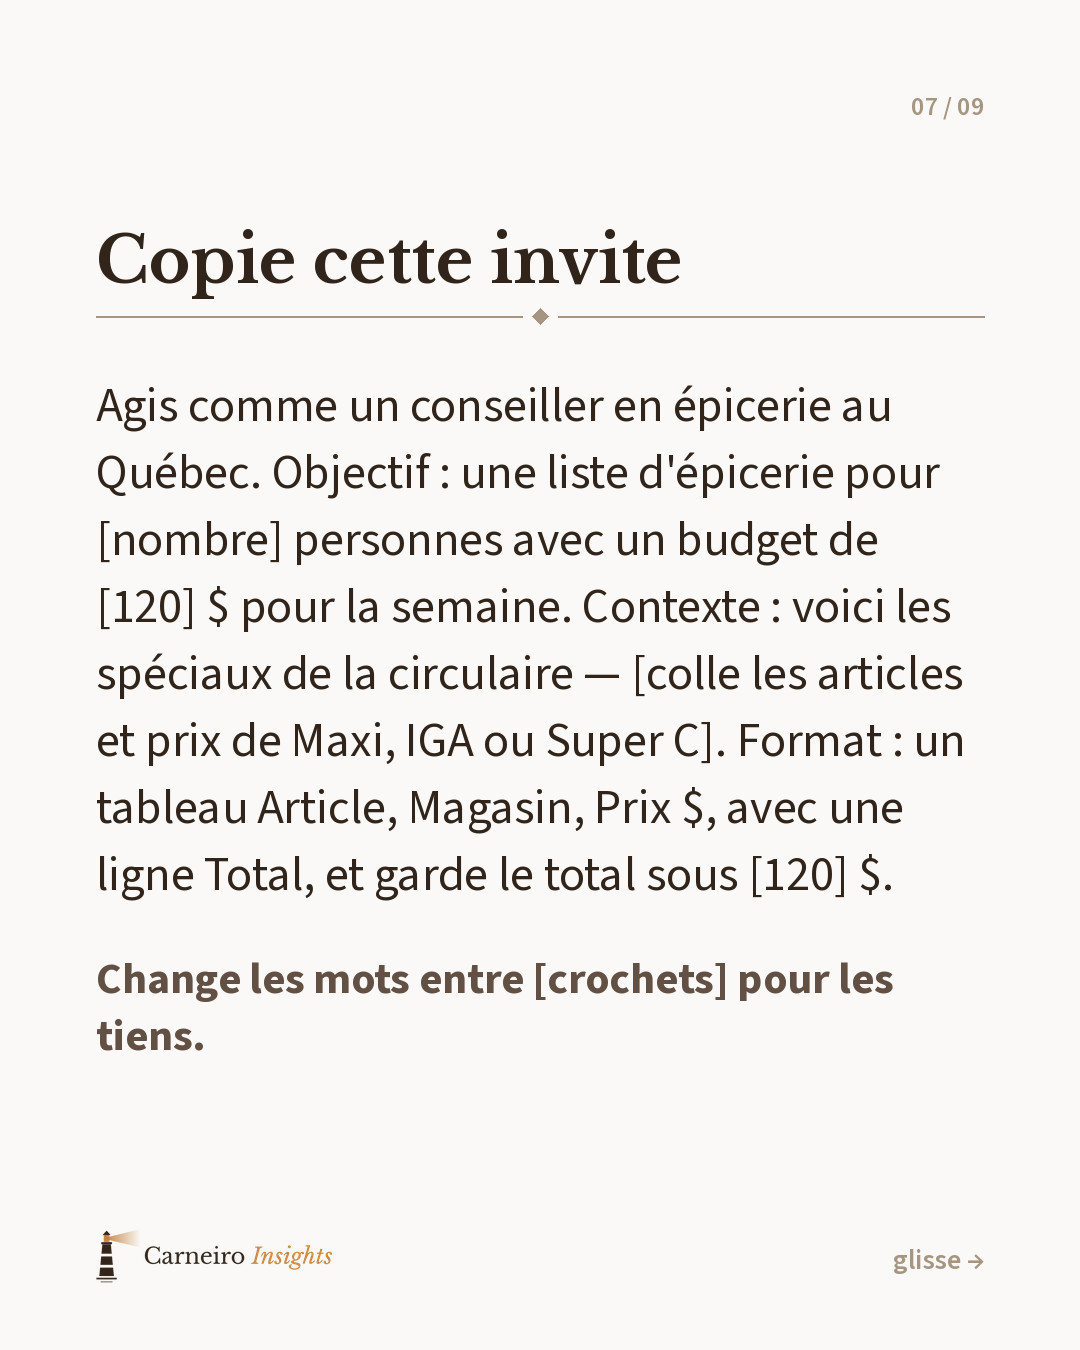 07 / 09
Copie cette invite
Agis comme un conseiller en épicerie au
Québec. Objectif : une liste d'épicerie pour
[nombre] personnes avec un budget de
[120] $ pour la semaine. Contexte : voici les
spéciaux de la circulaire — [colle les articles
et prix de Maxi, IGA ou Super C]. Format : un
tableau Article, Magasin, Prix $, avec une
ligne Total, et garde le total sous [120] $.
Change les mots entre [crochets] pour les
tiens.
Carneiro Insights
glisse →